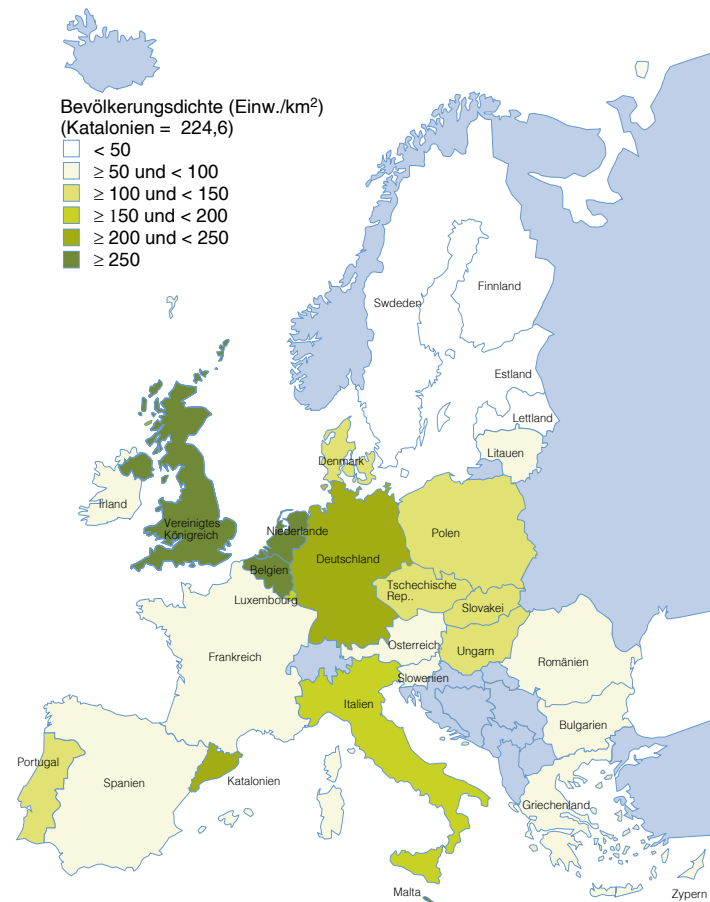 Bevölkerungsdichte (Einw./km²)
(Katalonien = 224,6)
< 50
≥ 50 und < 100
≥ 100 und < 150
≥ 150 und < 200
≥ 200 und < 250
≥ 250
Finnland
Swdeden
Estland
Lettland
Litauen
Denmark
Irland
Vereinigtes
Königreich
Niederlande
Polen
Deutschland
Belgien
Tschechische
Rep..
Luxembourg
Slovakei
Österreich
Ungarn
Frankreich
Romänien
Slowenien
Italien
Bulgarien
Portugal
Spanien
Katalonien
Griechenland
Malta
Zypern